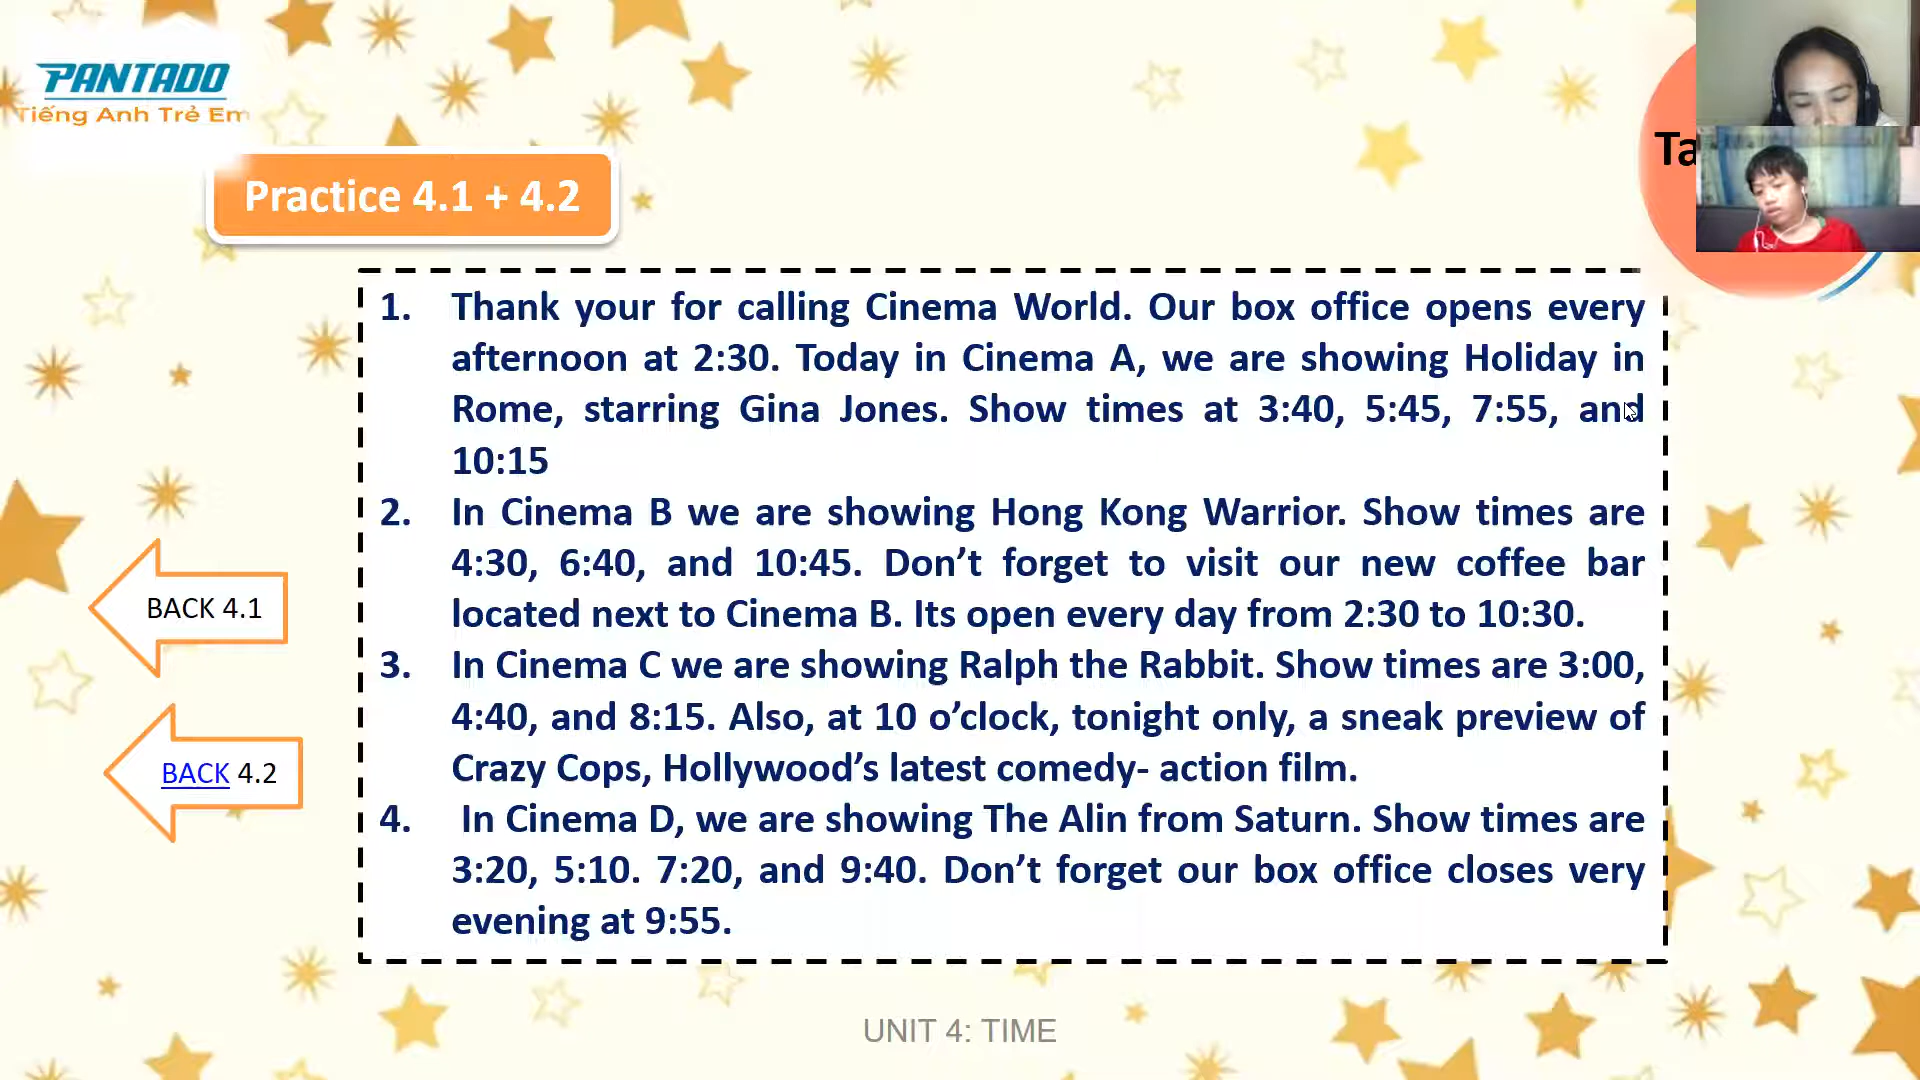 PANTADO
Tiếng Anh Trẻ Em
Ta
Practice 4.1 + 4.2
1. Thank your for calling Cinema World. Our box office opens every
afternoon at 2:30. Today in Cinema A, we are showing Holiday in
Rome, starring Gina Jones. Show times at 3:40, 5:45, 7:55, and
10:15
2. In Cinema B we are showing Hong Kong Warrior. Show times are
4:30, 6:40, and 10:45. Don’t forget to visit our new coffee bar
located next to Cinema B. Its open every day from 2:30 to 10:30.
3. In Cinema C we are showing Ralph the Rabbit. Show times are 3:00,
4:40, and 8:15. Also, at 10 o’clock, tonight only, a sneak preview of
Crazy Cops, Hollywood’s latest comedy- action film.
4. In Cinema D, we are showing The Alin from Saturn. Show times are
3:20, 5:10. 7:20, and 9:40. Don’t forget our box office closes very
evening at 9:55.
BACK 4.1
BACK 4.2
UNIT 4: TIME